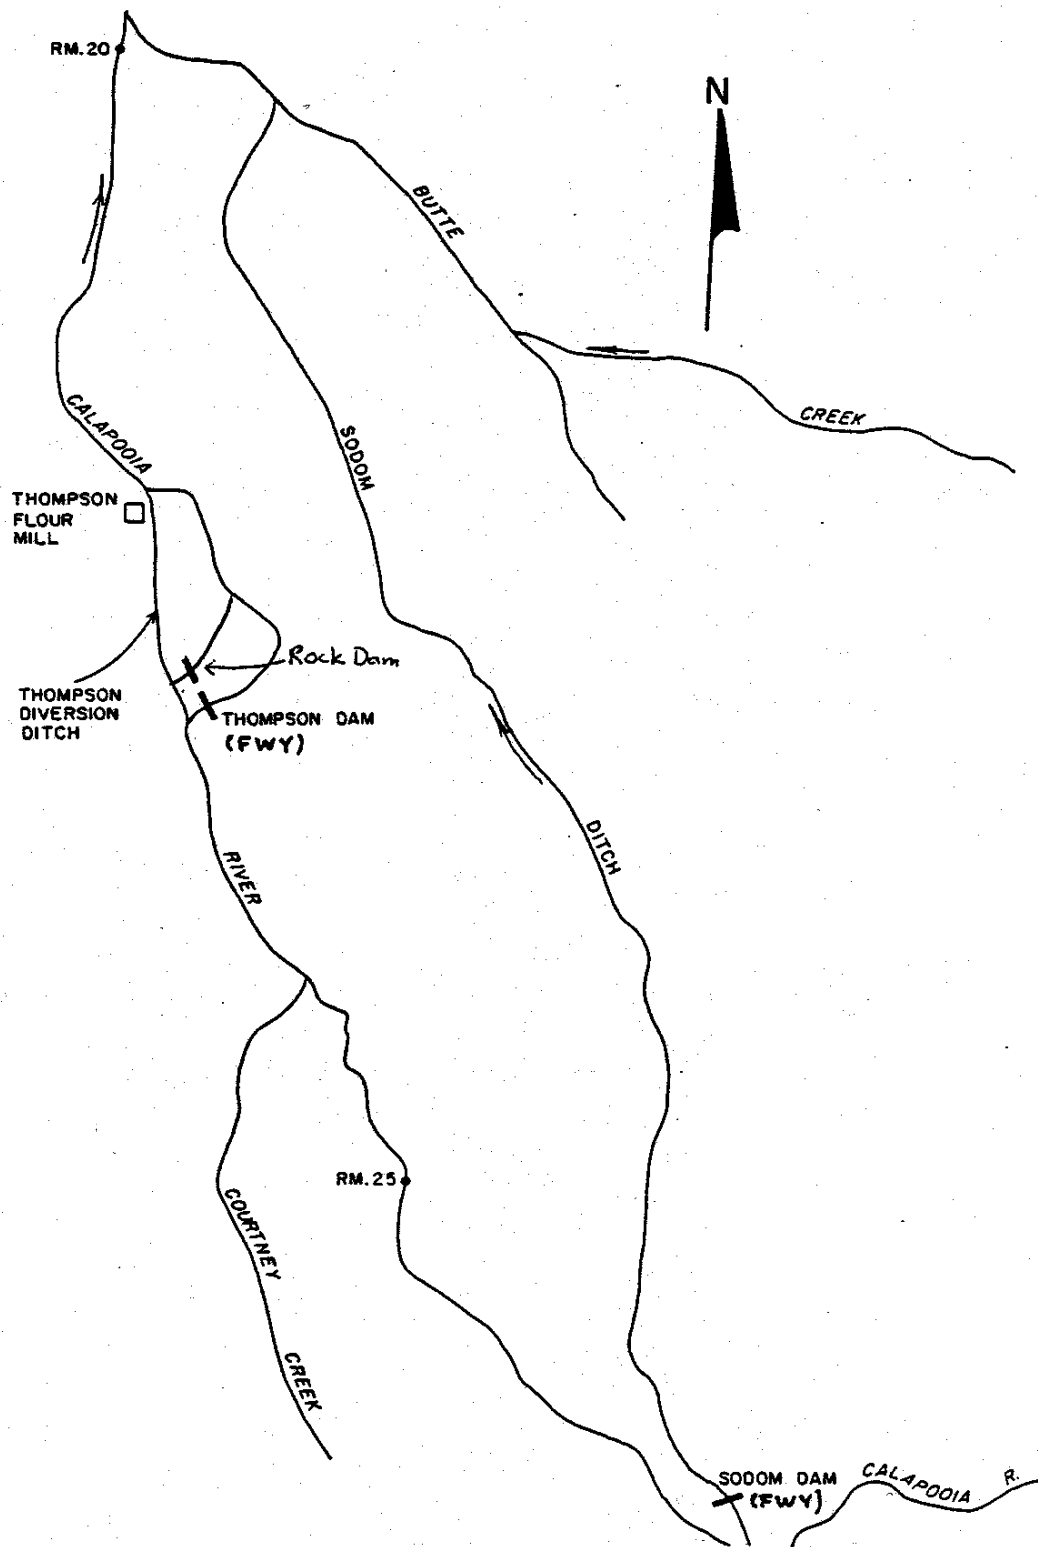 RM. 20
N
BUTTE
CREEK
CALAPOOIA
SODOM
THOMPSON
FLOUR
MILL
Rock Dam
THOMPSON
DIVERSION
DITCH
THOMPSON DAM
(FWY)
DITCH
RIVER
RM. 25
COURTNEY
CREEK
SODOM DAM
(FWY)
CALAPOOIA R.